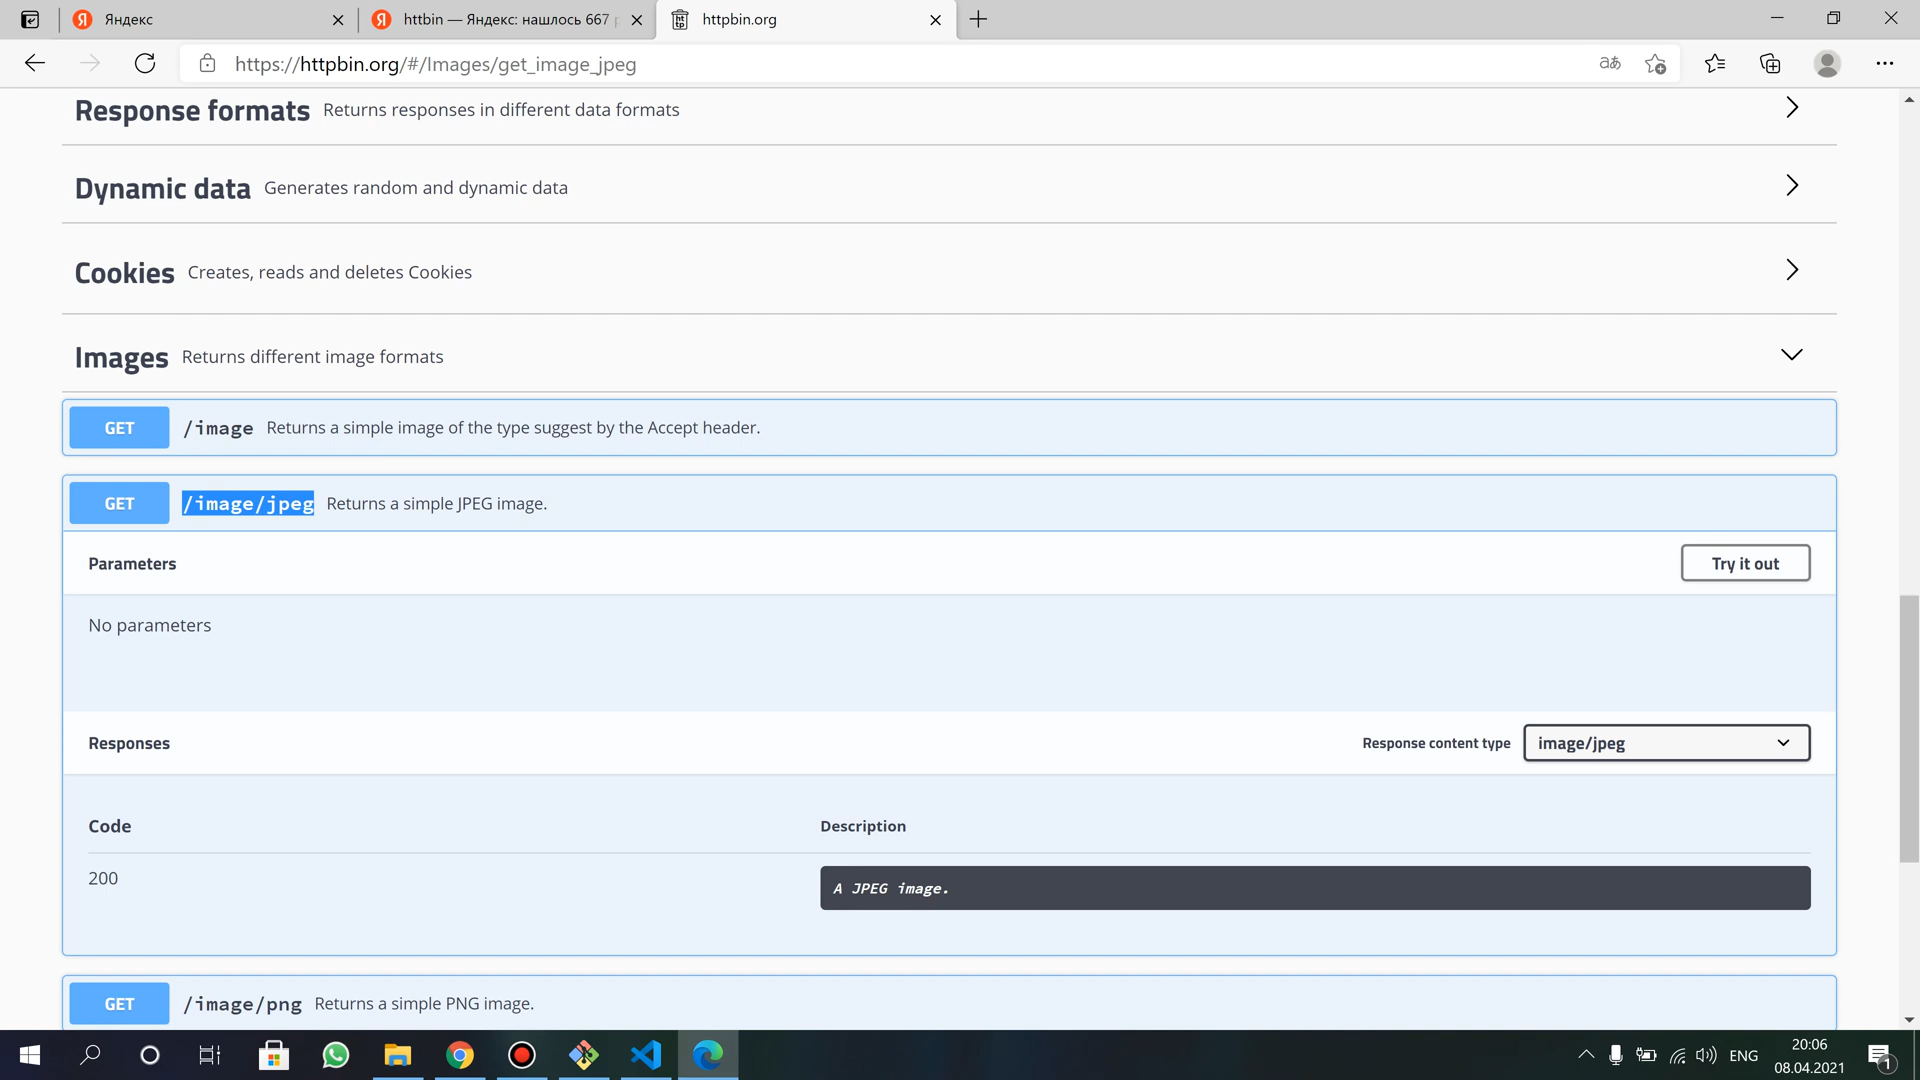 Яндекс
httbin — Яндекс: нашлось 667
httpbin.org
https://httpbin.org/#/Images/get_image_jpeg
Response formats Returns responses in different data formats
Dynamic data Generates random and dynamic data
Cookies Creates, reads and deletes Cookies
Images Returns different image formats
GET /image Returns a simple image of the type suggest by the Accept header.
GET /image/jpeg Returns a simple JPEG image.
Parameters
Try it out
No parameters
Responses
Response content type image/jpeg
Code Description
200 A JPEG image.
GET /image/png Returns a simple PNG image.
ENG
20:06
08.04.2021
1